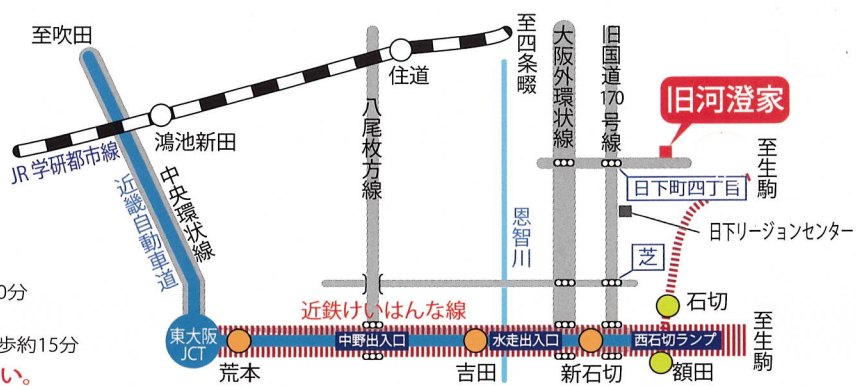 至吹田
JR学研都市線
鴻池新田
住道
至四条畷
近畿自動車道
中央環状線
八尾枚方線
恩智川
大阪外環状線
旧国道170号線
旧河澄家
至生駒
日下町四丁目
日下リージョンセンター
芝
0分
歩約15分
い。
近鉄けいはんな線
東大阪
JCT
荒本
中野出入口
吉田
水走出入口
新石切
西石切ランプ
石切
額田
至生駒